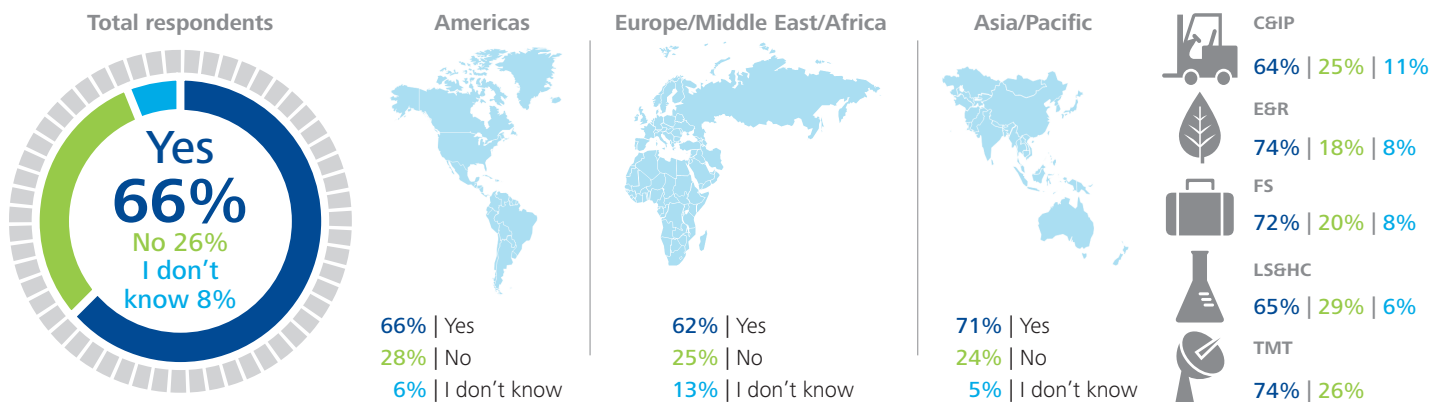 Total respondents
Yes
66%
No 26%
I don't
know 8%
Americas
66% | Yes
28% | No
6% | I don't know
Europe/Middle East/Africa
62% | Yes
25% | No
13% | I don't know
Asia/Pacific
71% | Yes
24% | No
5% | I don't know
C&IP
64% | 25% | 11%
E&R
74% | 18% | 8%
FS
72% | 20% | 8%
LS&HC
65% | 29% | 6%
TMT
74% | 26%